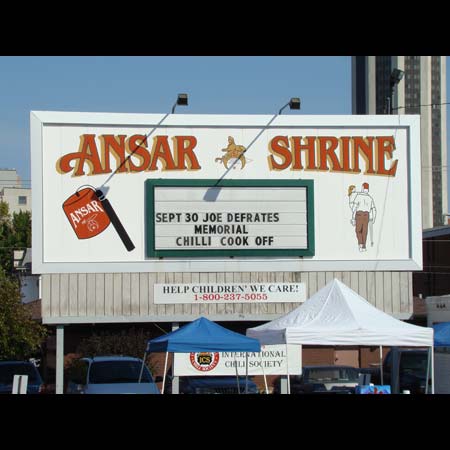 ANSAR SHRINE
ANSAR
SEPT 30 JOE DEFRATES
MEMORIAL
CHILLI COOK OFF
HELP CHILDREN' WE CARE!
1-800-237-5055
ICS
INTERNATIONAL
CHILI SOCIETY